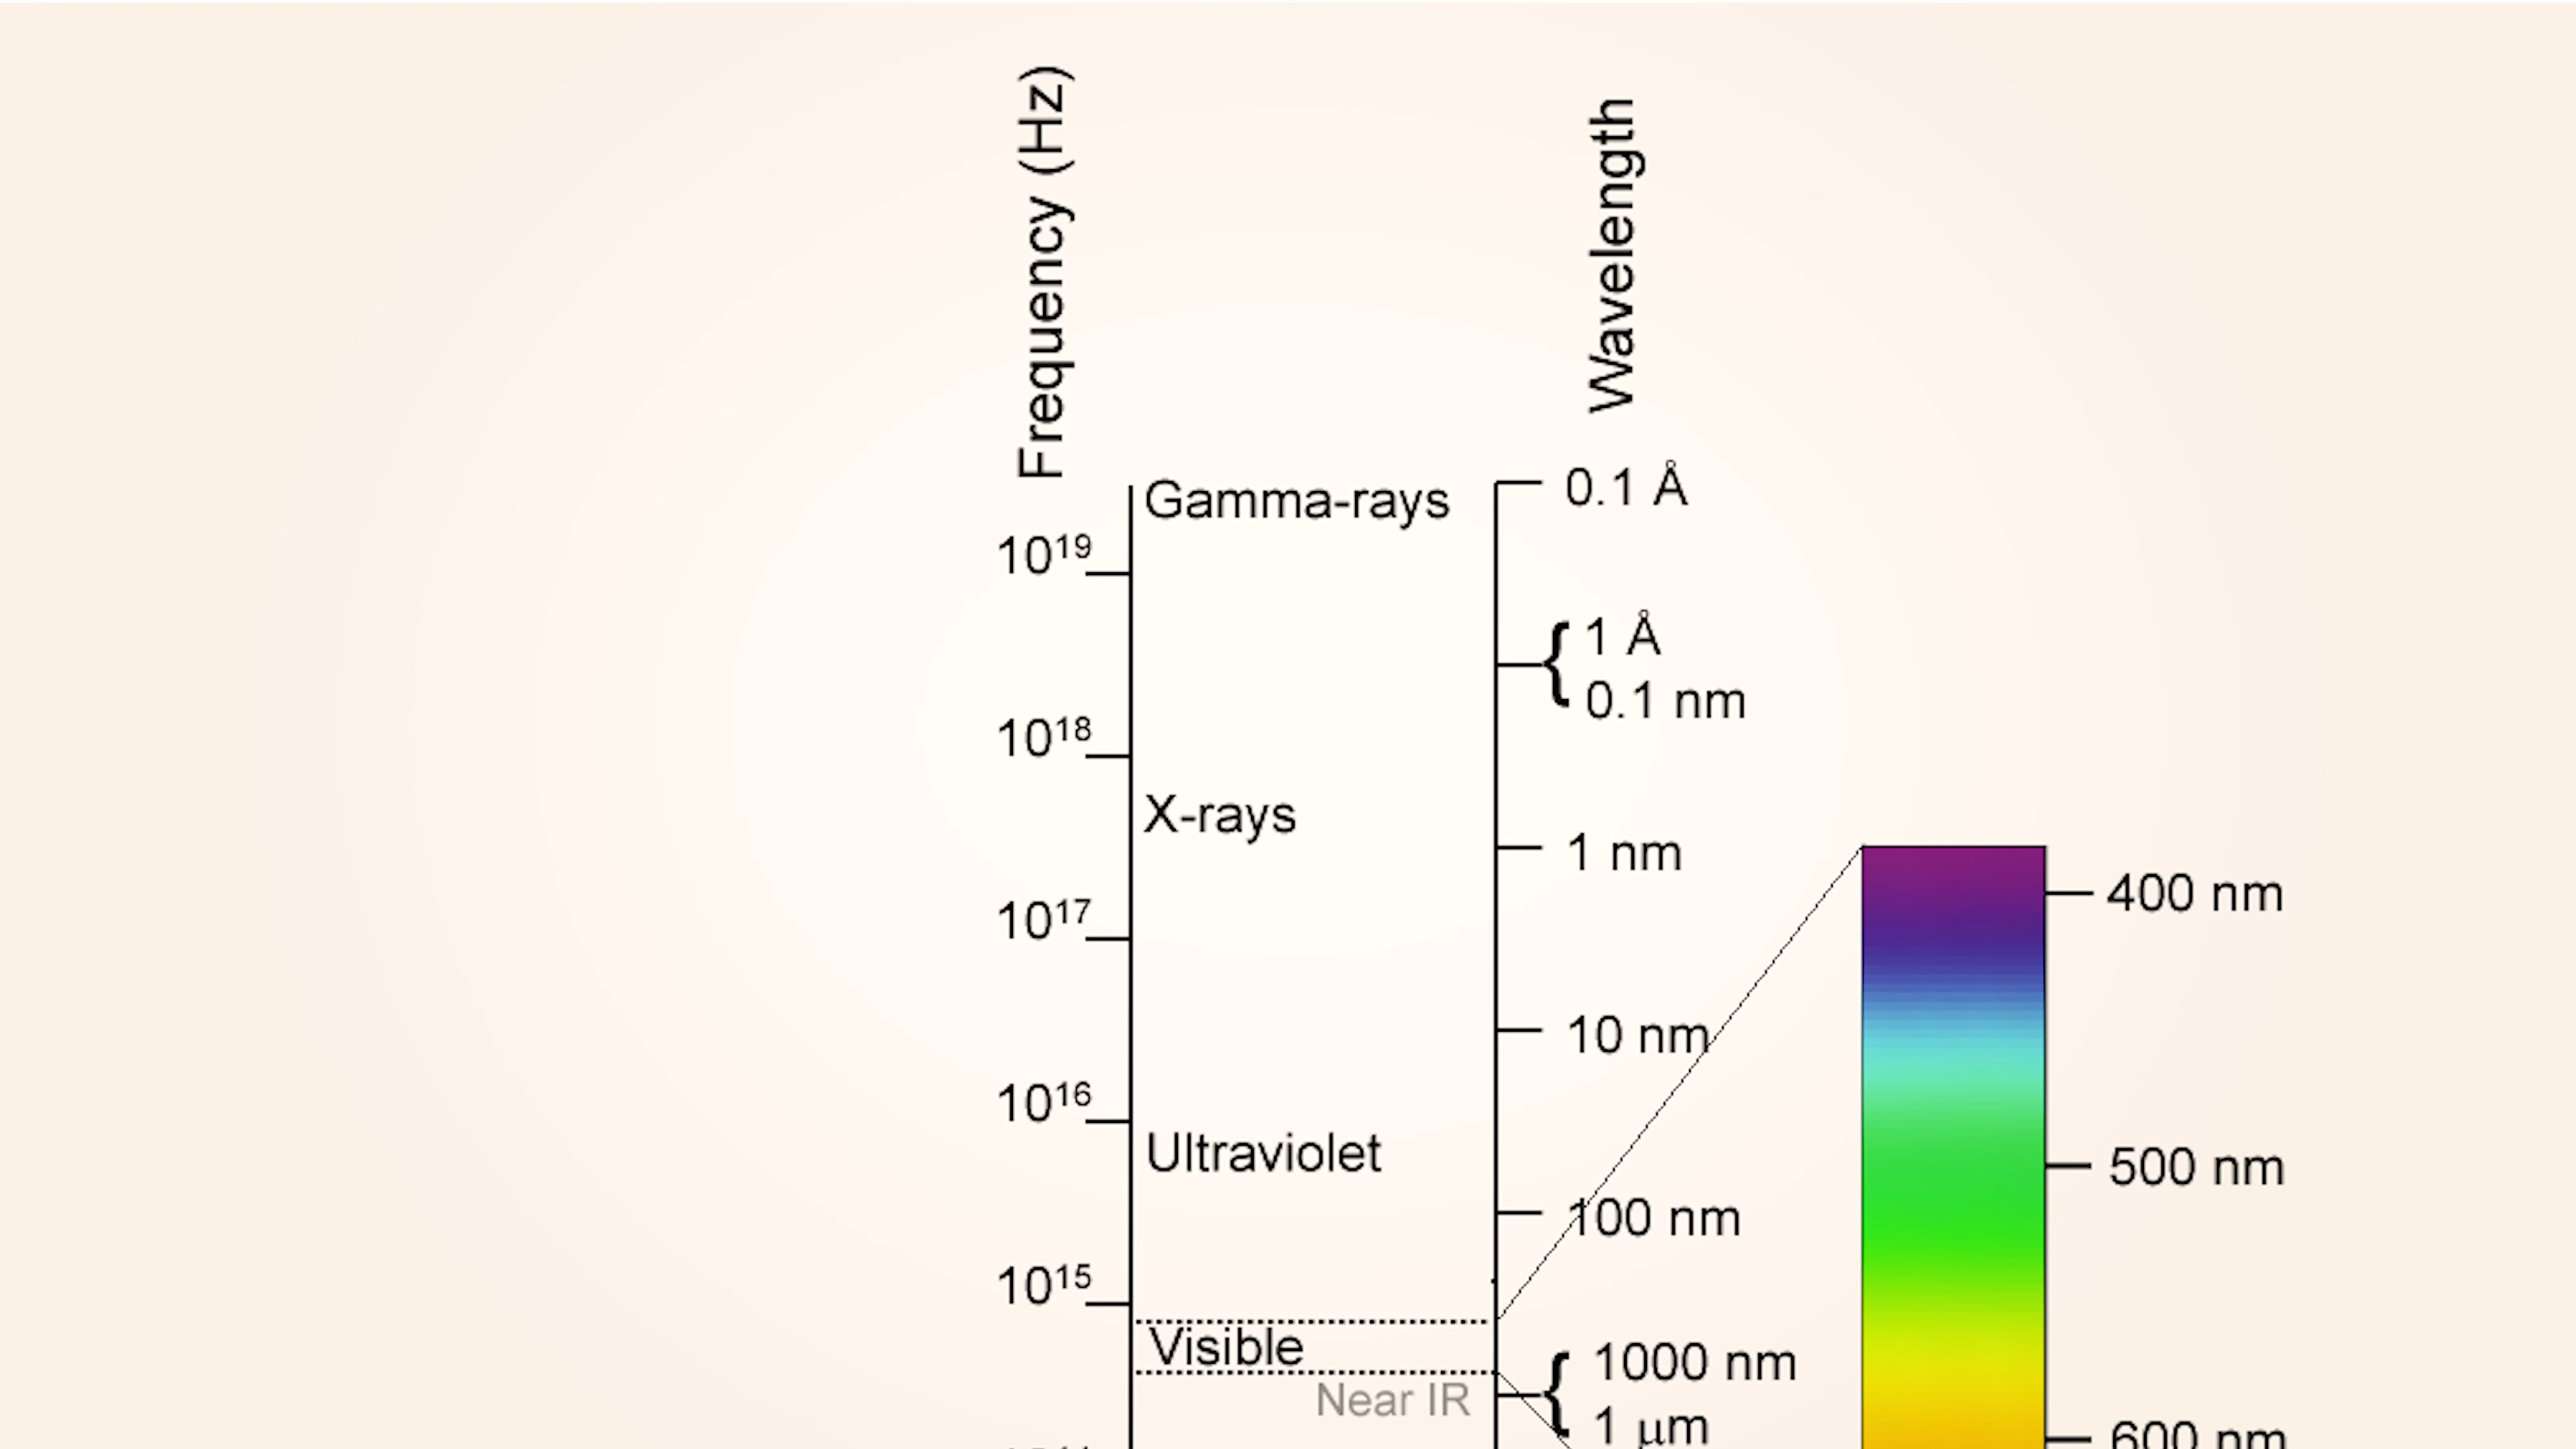 Frequency (Hz)
Wavelength
Gamma-rays
0.1 Å
10¹⁹
1 Å
0.1 nm
10¹⁸
X-rays
1 nm
400 nm
10¹⁷
10 nm
10¹⁶
Ultraviolet
500 nm
100 nm
10¹⁵
Visible
1000 nm
Near IR
1 μm
600 nm